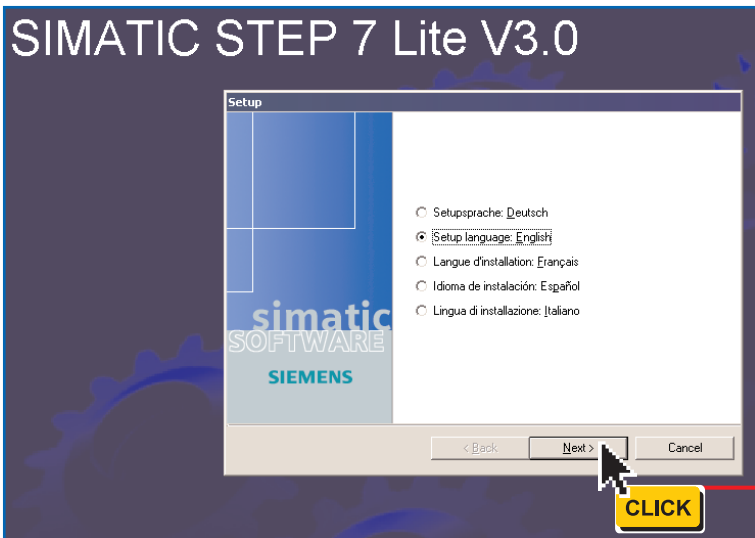 SIMATIC STEP 7 Lite V3.0
Setup
Setupsprache: Deutsch
Setup language: English
Langue d'installation: Français
Idioma de instalación: Español
Lingua di installazione: Italiano
simatic
SOFTWARE
SIEMENS
< Back
Next >
Cancel
CLICK